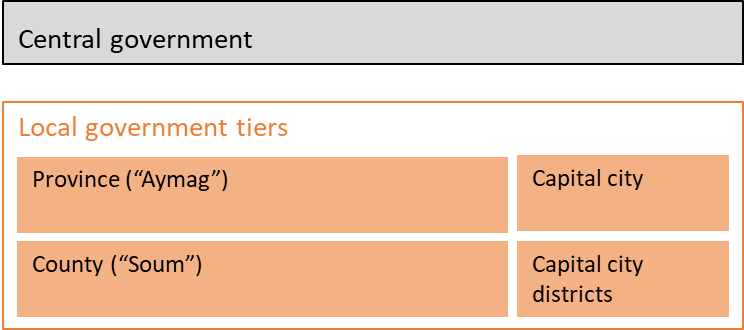 Central government
Local government tiers
Province (“Aymag”)
Capital city
County (“Soum”)
Capital city
districts